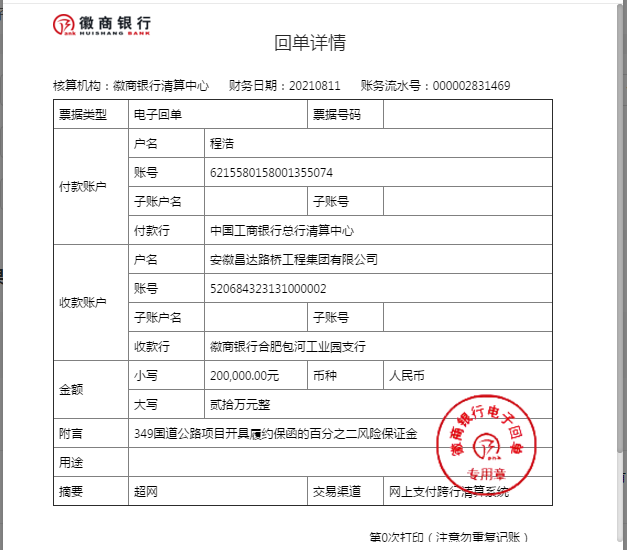 徽商银行
HUISHANG BANK
回单详情
核算机构：徽商银行清算中心 财务日期：20210811 账务流水号：000002831469
票据类型 电子回单 票据号码
付款账户
户名 程浩
账号 6215580158001355074
子账户名 子账号
付款行 中国工商银行总行清算中心
收款账户
户名 安徽昌达路桥工程集团有限公司
账号 520684323131000002
子账户名 子账号
收款行 徽商银行合肥包河工业园支行
金额
小写 200,000.00元 币种 人民币
大写 贰拾万元整
附言 349国道公路项目开具履约保函的百分之二风险保证金
用途
摘要 超网 交易渠道 网上支付跨行清算系统
徽商银行电子回单
专用章
第0次打印（注意勿重复记账）